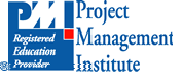 PMI
Registered
Education
Provider
Project
Management
Institute